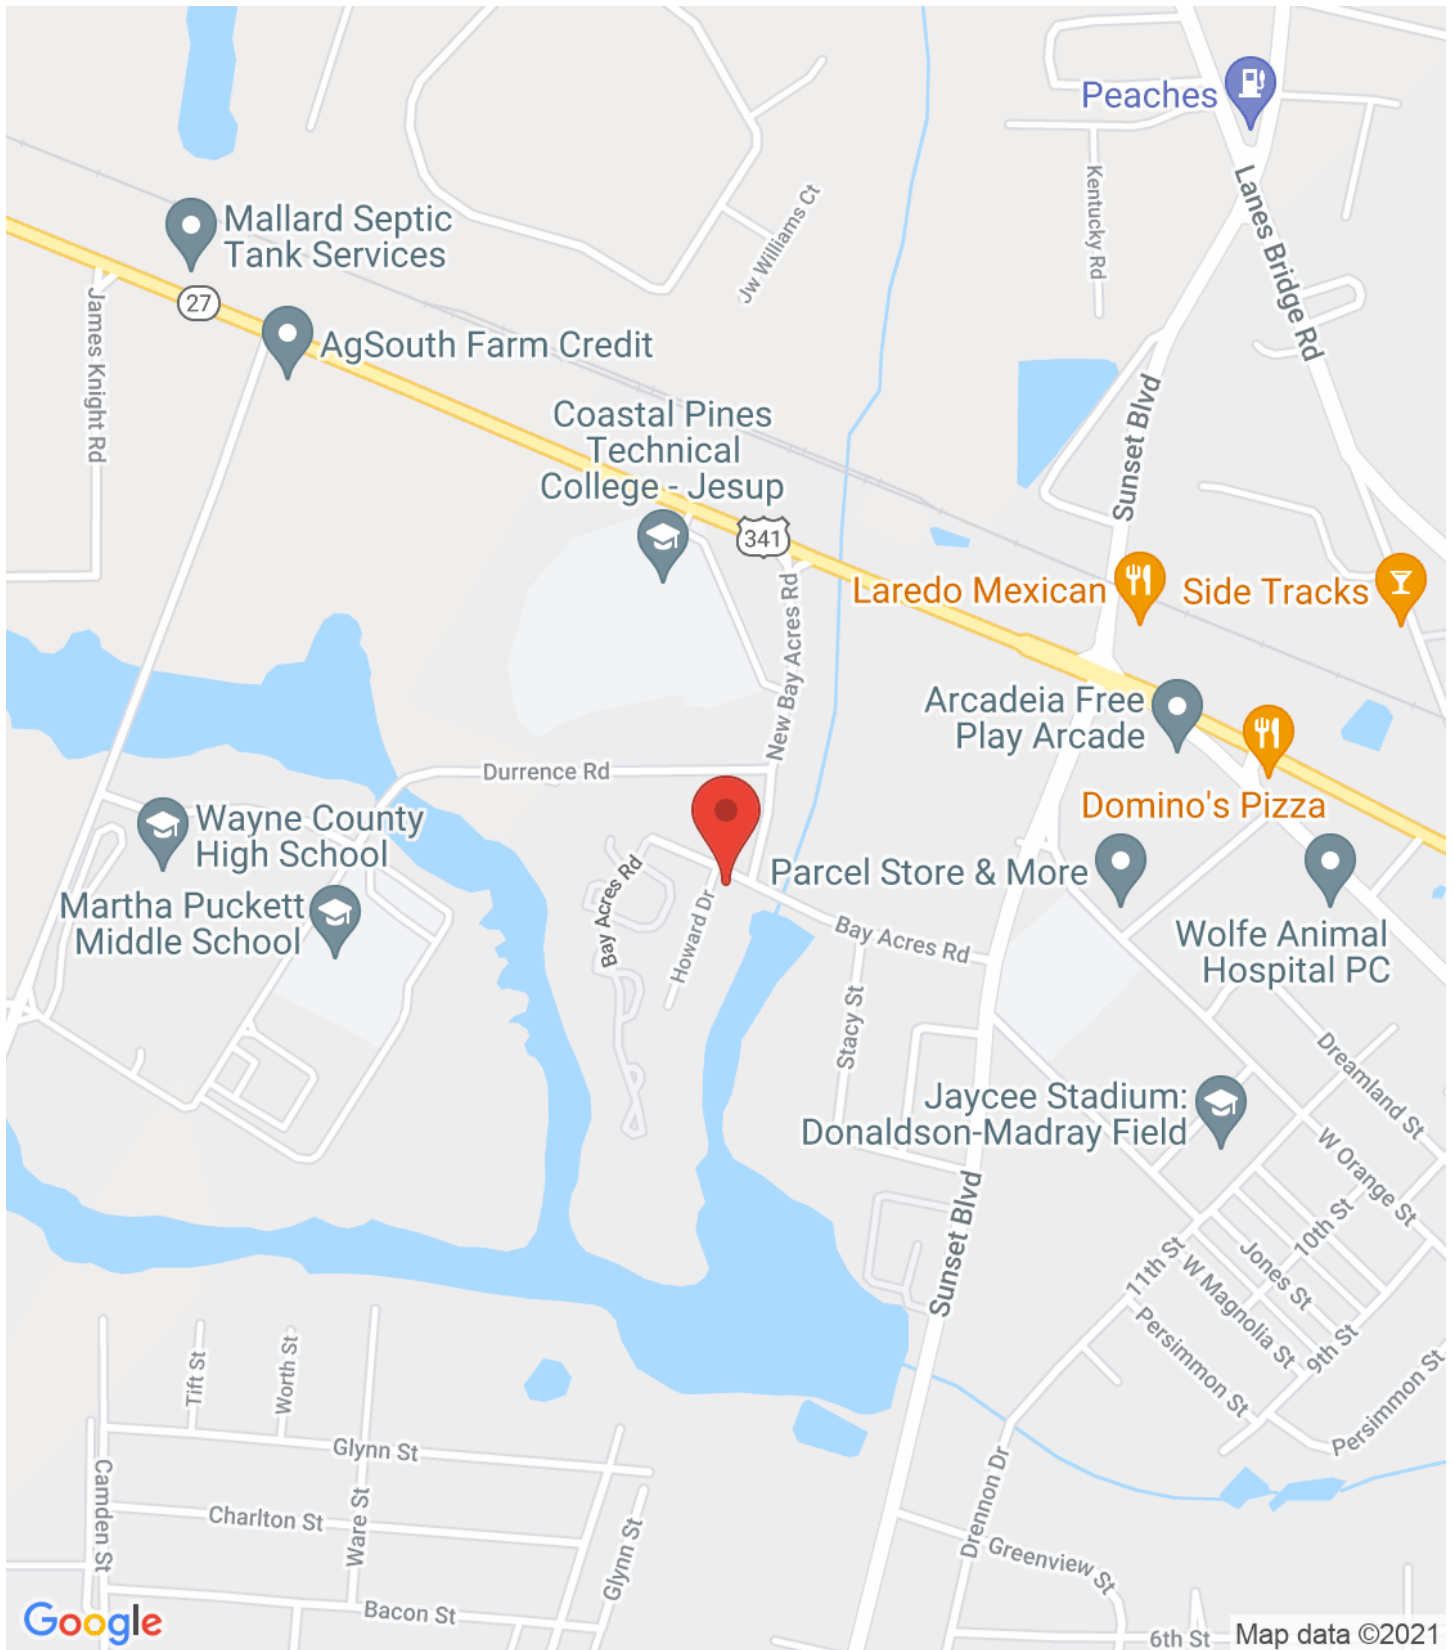 Peaches
Lanes Bridge Rd
Kentucky Rd
Mallard Septic
Tank Services
Jw Williams Ct
27
James Knight Rd
AgSouth Farm Credit
Coastal Pines
Technical
College - Jesup
Sunset Blvd
341
Laredo Mexican
Side Tracks
New Bay Acres Rd
Arcadeia Free
Play Arcade
Durrence Rd
Domino's Pizza
Wayne County
High School
Parcel Store & More
Bay Acres Rd
Martha Puckett
Middle School
Howard Dr
Bay Acres Rd
Wolfe Animal
Hospital PC
Stacy St
Dreamland St
Jaycee Stadium:
Donaldson-Madray Field
W Orange St
Sunset Blvd
10th St
Jones St
11th St
W Magnolia St
9th St
Persimmon St
Persimmon St
Tift St
Worth St
Glynn St
Camden St
Ware St
Charlton St
Glynn St
Drennon Dr
Greenview St
Bacon St
6th St
Google
Map data ©2021